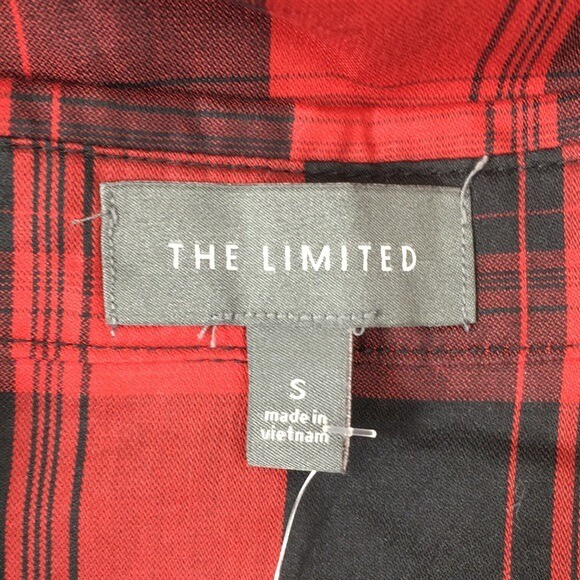 THE LIMITED
S
made in
vietnam